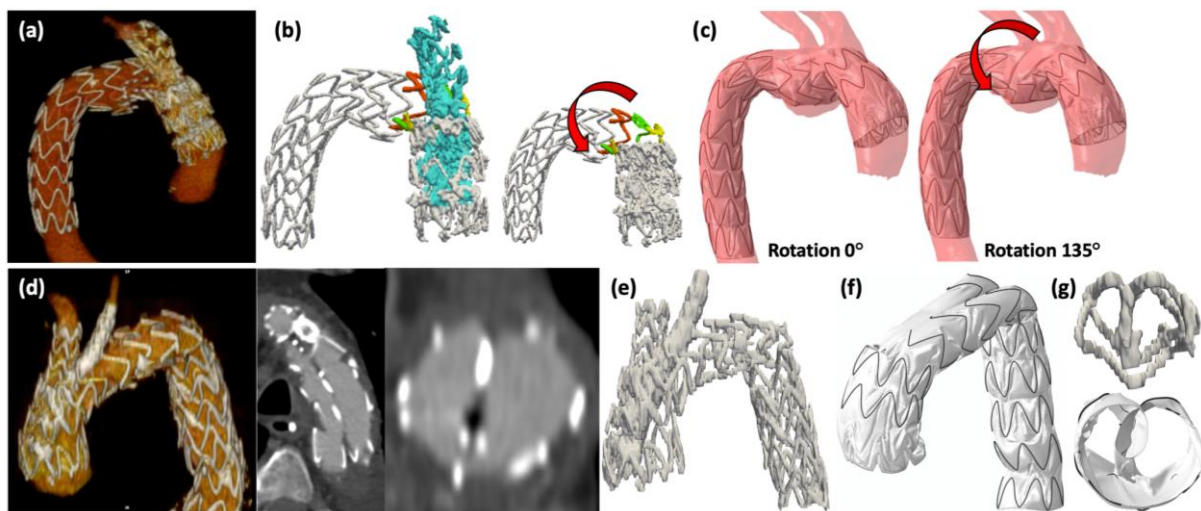 (a)
(b)
(c)
Rotation 0°
Rotation 135°
(d)
(e)
(f)
(g)